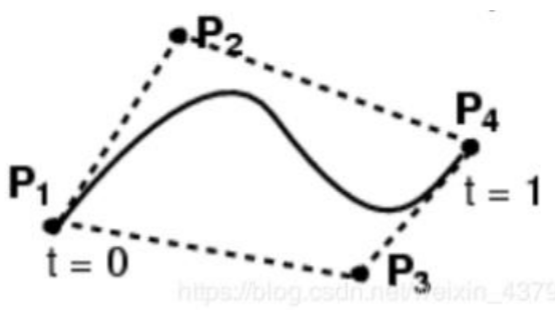 P2
P4
P1
t = 1
t = 0
P3
https://blog.csdn.net/weixin_4379